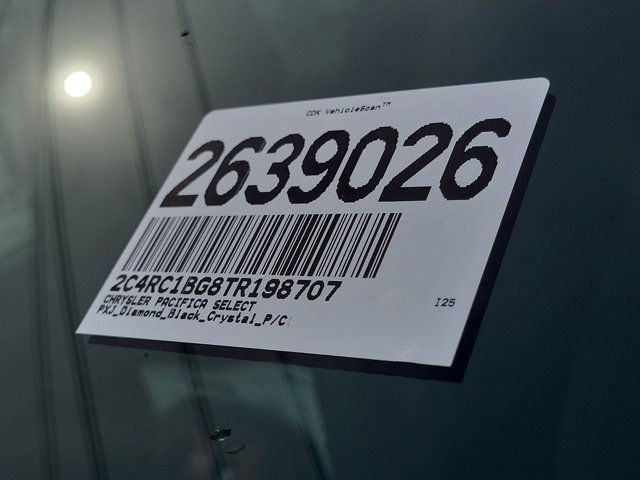 CDK VehicleScan™
2639026
2C4RC1BG8TR198707
CHRYSLER PACIFICA SELECT
I25
PXJ_Diamond_Black_Crystal_P/C